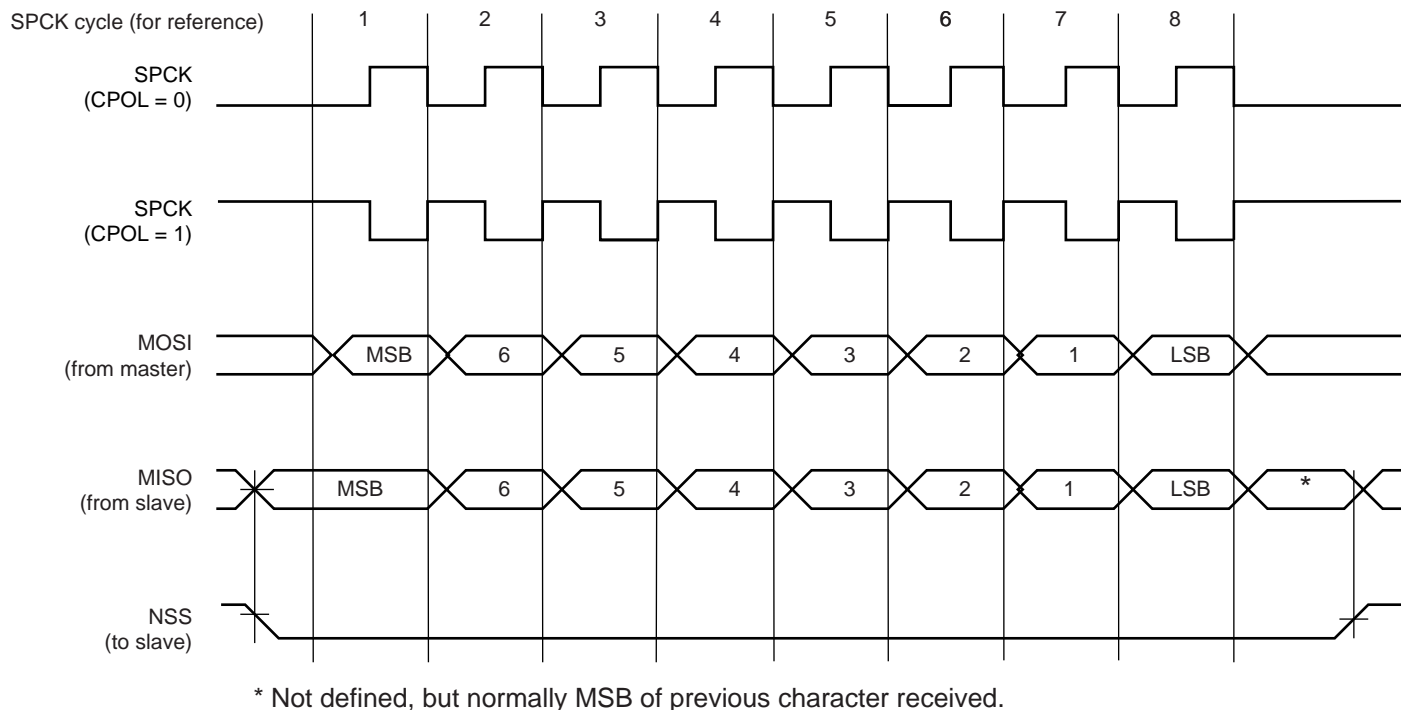 SPCK cycle (for reference) 1 2 3 4 5 6 7 8
SPCK
(CPOL = 0)
SPCK
(CPOL = 1)
MOSI
(from master)
MSB 6 5 4 3 2 1 LSB
MISO
(from slave)
MSB 6 5 4 3 2 1 LSB *
NSS
(to slave)
* Not defined, but normally MSB of previous character received.